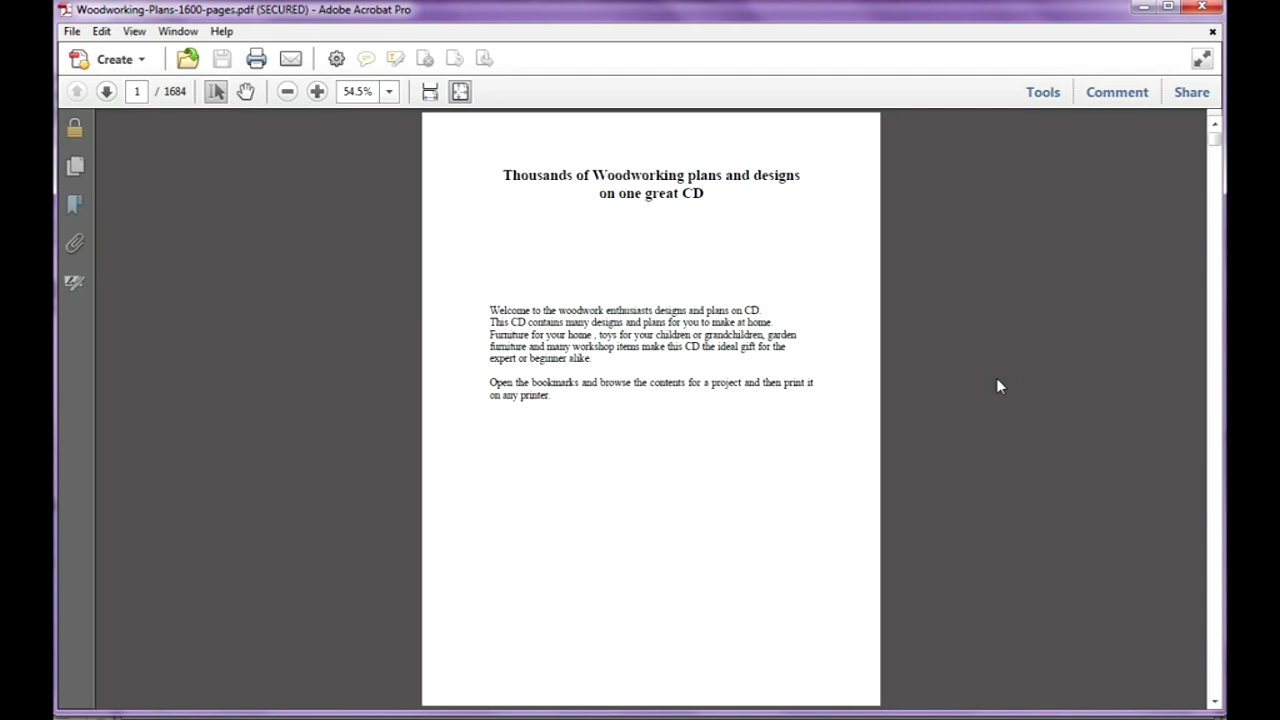 Woodworking-Plans-1600-pages.pdf (SECURED) - Adobe Acrobat Pro
File Edit View Window Help
Create
1 / 1684 54.5% Tools Comment Share
Thousands of Woodworking plans and designs
on one great CD
Welcome to the woodwork enthusiasts designs and plans on CD.
This CD contains many designs and plans for you to make at home.
Furniture for your home , toys for your children or grandchildren, garden
furniture and many workshop items make this CD the ideal gift for the
expert or beginner alike.
Open the bookmarks and browse the contents for a project and then print it
on any printer.